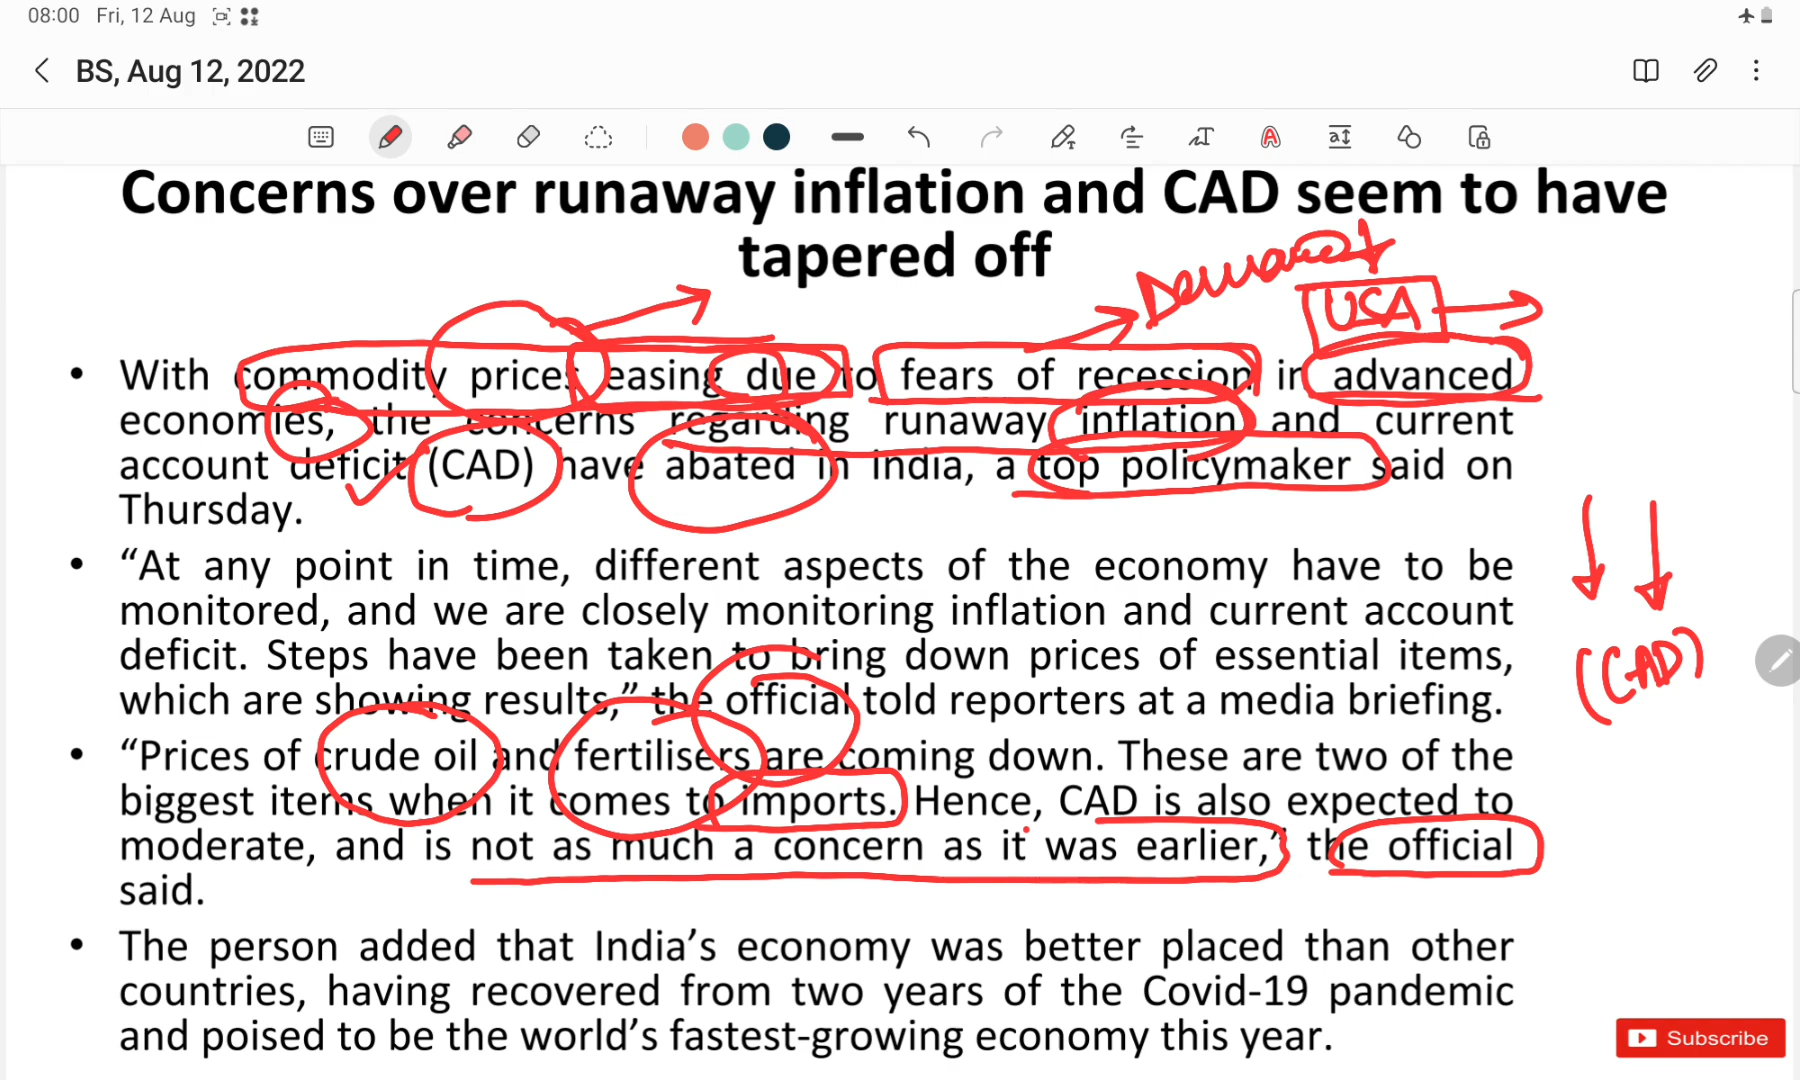 08:00 Fri, 12 Aug
BS, Aug 12, 2022
Concerns over runaway inflation and CAD seem to have
tapered off
Demand
USA
• With commodity prices easing due to fears of recession in advanced
economies, the concerns regarding runaway inflation and current
account deficit (CAD) have abated in India, a top policymaker said on
Thursday.
• “At any point in time, different aspects of the economy have to be
monitored, and we are closely monitoring inflation and current account
deficit. Steps have been taken to bring down prices of essential items,
which are showing results,” the official told reporters at a media briefing.
(CAD)
• “Prices of crude oil and fertilisers are coming down. These are two of the
biggest items when it comes to imports. Hence, CAD is also expected to
moderate, and is not as much a concern as it was earlier,” the official
said.
• The person added that India’s economy was better placed than other
countries, having recovered from two years of the Covid-19 pandemic
and poised to be the world’s fastest-growing economy this year.
Subscribe